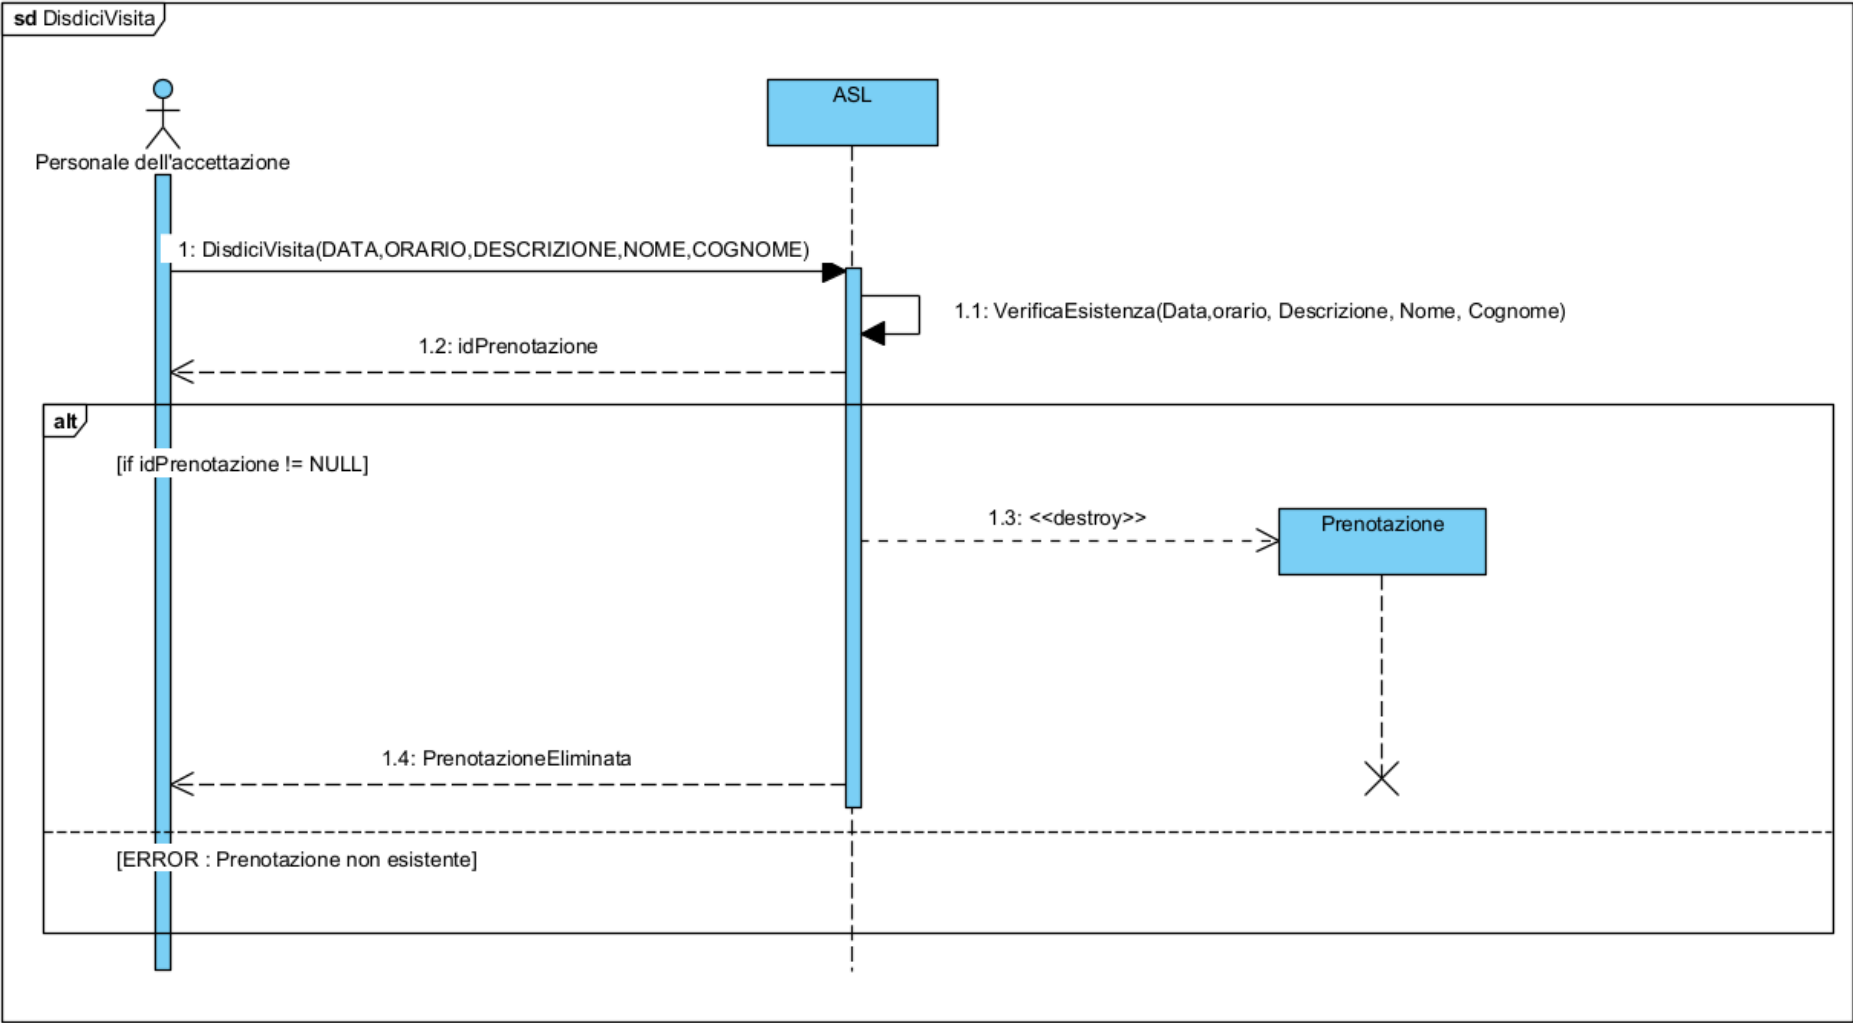 sd DisdiciVisita
ASL
Personale dell'accettazione
1: DisdiciVisita(DATA,ORARIO,DESCRIZIONE,NOME,COGNOME)
1.1: VerificaEsistenza(Data,orario, Descrizione, Nome, Cognome)
1.2: idPrenotazione
alt
[if idPrenotazione != NULL]
1.3: <<destroy>>
Prenotazione
1.4: PrenotazioneEliminata
[ERROR : Prenotazione non esistente]